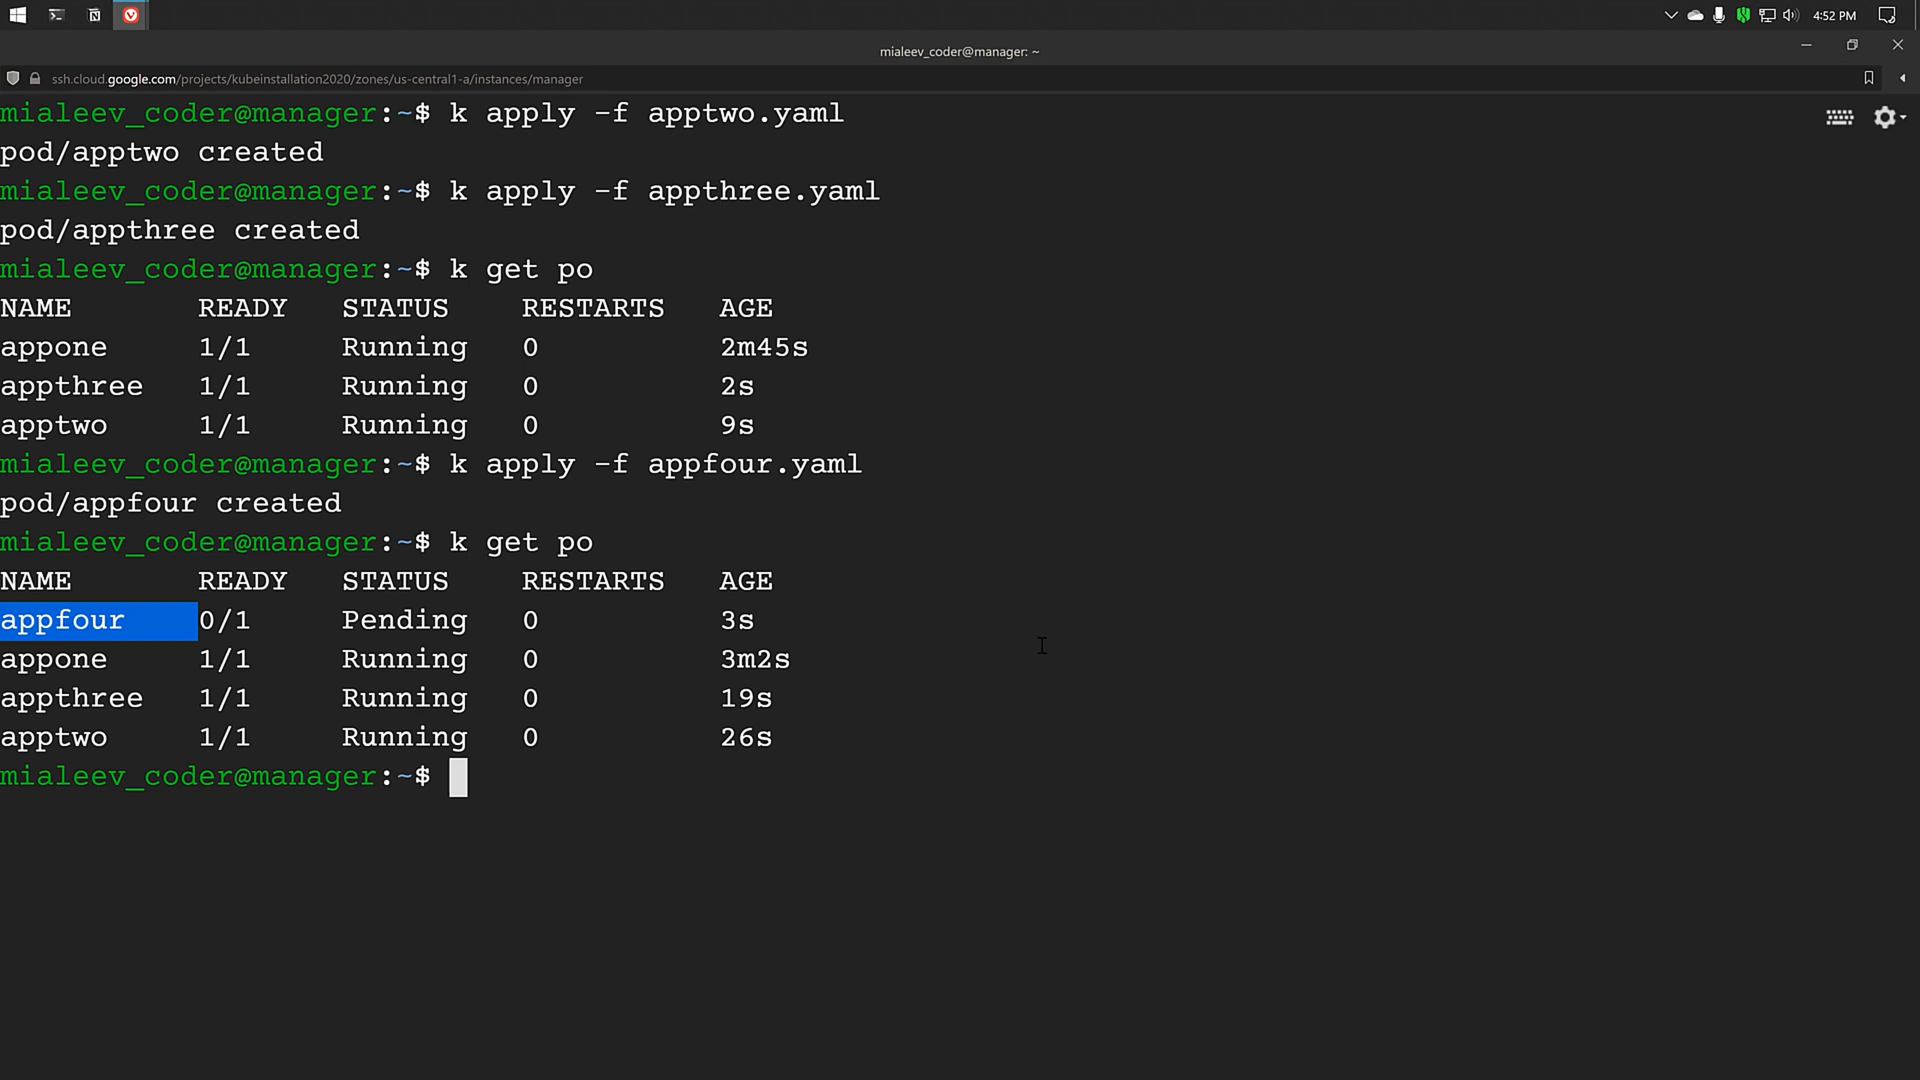 4:52 PM
mialeev_coder@manager: ~
ssh.cloud.google.com/projects/kubeinstallation2020/zones/us-central1-a/instances/manager
mialeev_coder@manager:~$ k apply -f apptwo.yaml
pod/apptwo created
mialeev_coder@manager:~$ k apply -f appthree.yaml
pod/appthree created
mialeev_coder@manager:~$ k get po
NAME READY STATUS RESTARTS AGE
appone 1/1 Running 0 2m45s
appthree 1/1 Running 0 2s
apptwo 1/1 Running 0 9s
mialeev_coder@manager:~$ k apply -f appfour.yaml
pod/appfour created
mialeev_coder@manager:~$ k get po
NAME READY STATUS RESTARTS AGE
appfour 0/1 Pending 0 3s
appone 1/1 Running 0 3m2s
appthree 1/1 Running 0 19s
apptwo 1/1 Running 0 26s
mialeev_coder@manager:~$